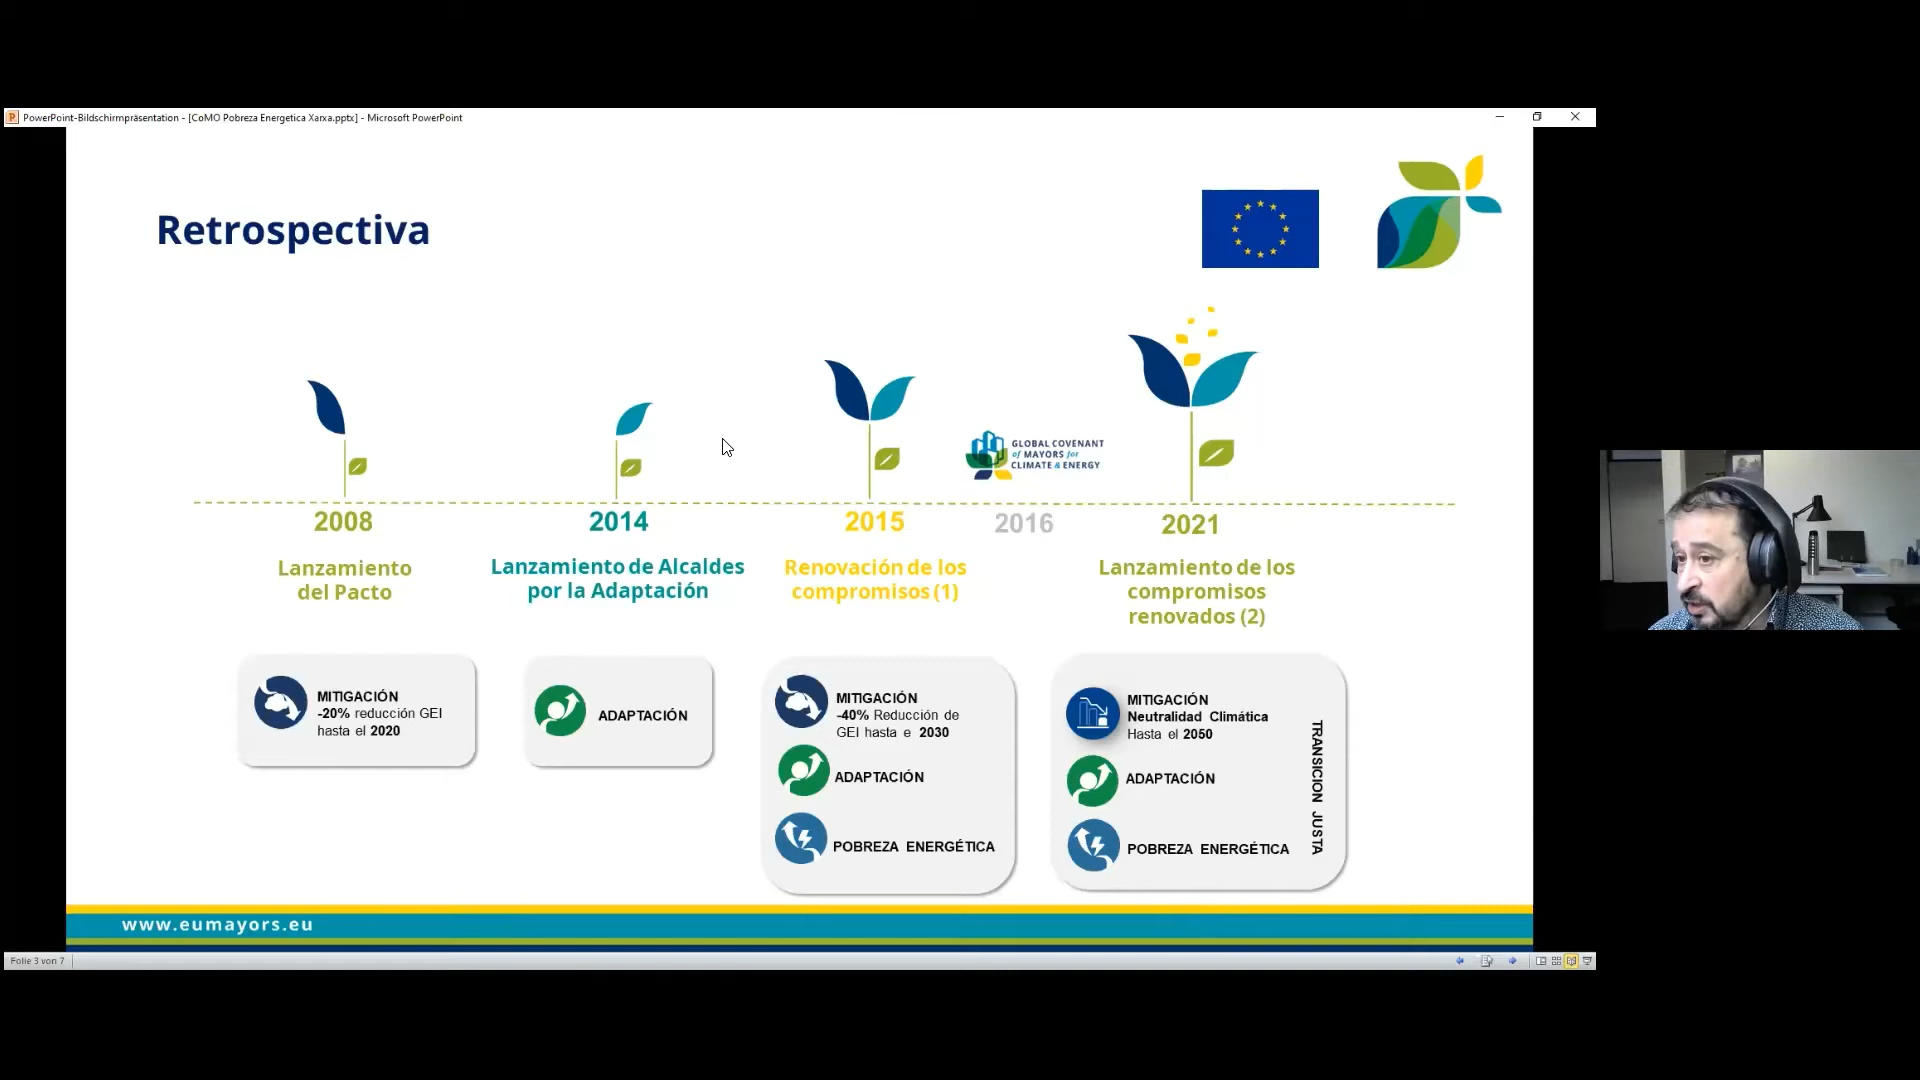 PowerPoint-Bildschirmpräsentation - [CoMO Pobreza Energetica Xarxa.pptx] - Microsoft PowerPoint
Retrospectiva
GLOBAL COVENANT
of MAYORS for
CLIMATE & ENERGY
2008
2014
2015
2016
2021
Lanzamiento
del Pacto
Lanzamiento de Alcaldes
por la Adaptación
Renovación de los
compromisos (1)
Lanzamiento de los
compromisos
renovados (2)
MITIGACIÓN
-20% reducción GEI
hasta el 2020
ADAPTACIÓN
MITIGACIÓN
-40% Reducción de
GEI hasta e 2030
ADAPTACIÓN
POBREZA ENERGÉTICA
MITIGACIÓN
Neutralidad Climática
Hasta el 2050
ADAPTACIÓN
POBREZA ENERGÉTICA
TRANSICION JUSTA
www.eumayors.eu
Folie 3 von 7